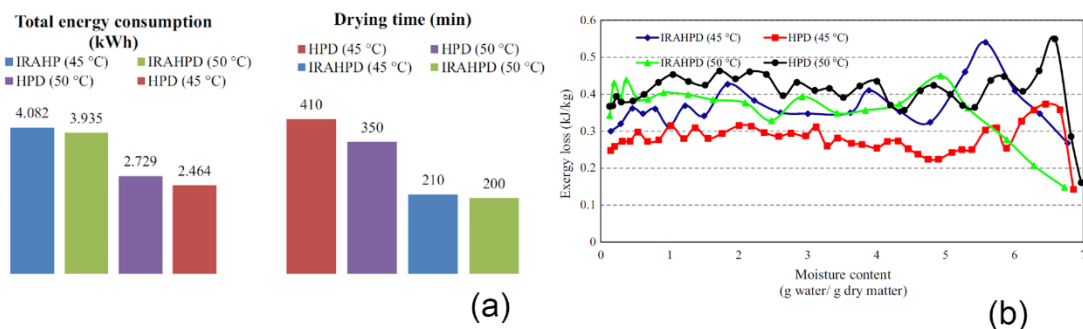 Total energy consumption
(kWh)
IRAHP (45 °C) IRAHPD (50 °C)
HPD (50 °C) HPD (45 °C)
4.082
3.935
2.729
2.464
Drying time (min)
HPD (45 °C) HPD (50 °C)
IRAHPD (45 °C) IRAHPD (50 °C)
410
350
210
200
(a)
IRAHPD (45 °C) HPD (45 °C)
IRAHPD (50 °C) HPD (50 °C)
Exergy loss (kJ/kg)
0.6
0.5
0.4
0.3
0.2
0.1
0
0 1 2 3 4 5 6 7
Moisture content
(g water/ g dry matter)
(b)